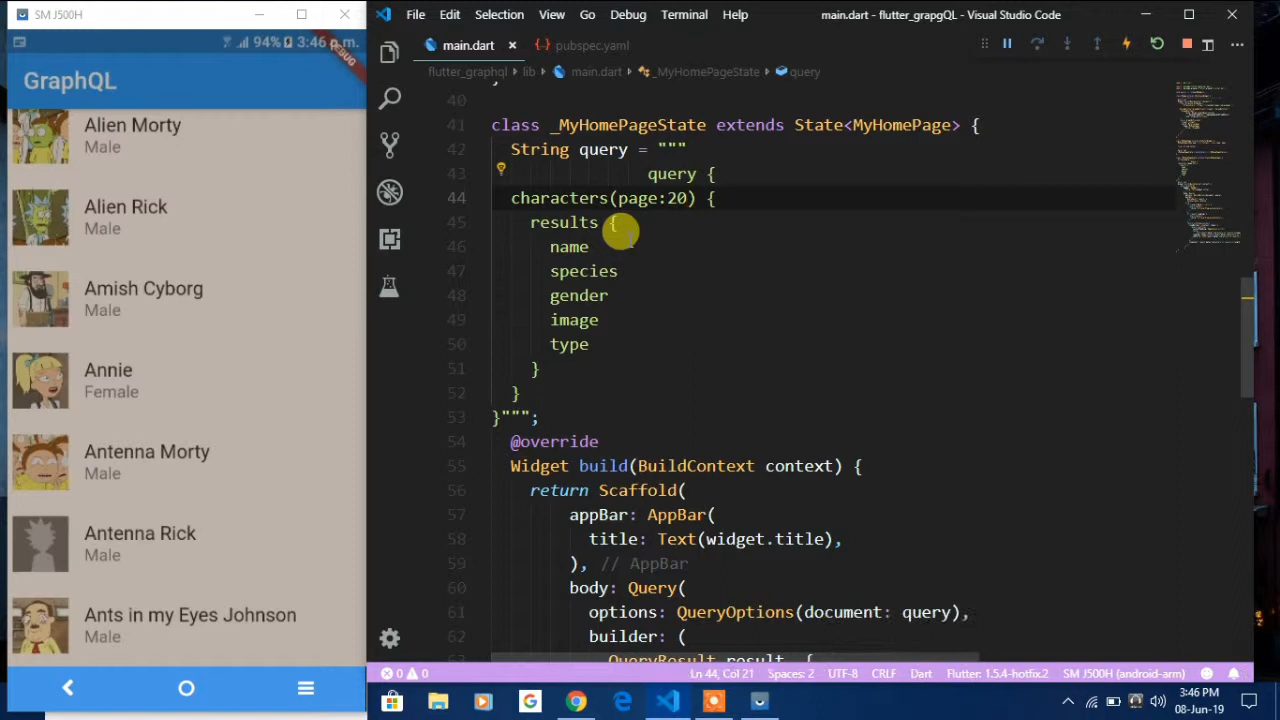 SM J500H
94% 3:46 p.m.
DEBUG
GraphQL
Alien Morty
Male
Alien Rick
Male
Amish Cyborg
Male
Annie
Female
Antenna Morty
Male
Antenna Rick
Male
Ants in my Eyes Johnson
Male
File Edit Selection View Go Debug Terminal Help
main.dart - flutter_grapgQL - Visual Studio Code
main.dart
pubspec.yaml
flutter_graphql › lib › main.dart › _MyHomePageState › query
40
41 class _MyHomePageState extends State<MyHomePage> {
42 String query = """
43 query {
44 characters(page:20) {
45 results {
46 name
47 species
48 gender
49 image
50 type
51 }
52 }
53 }""";
54 @override
55 Widget build(BuildContext context) {
56 return Scaffold(
57 appBar: AppBar(
58 title: Text(widget.title),
59 ), // AppBar
60 body: Query(
61 options: QueryOptions(document: query),
62 builder: (
QueryResult result, {
0 0
Ln 44, Col 21 Spaces: 2 UTF-8 CRLF Dart Flutter: 1.5.4-hotfix.2 SM J500H (android-arm)
3:46 PM
08-Jun-19